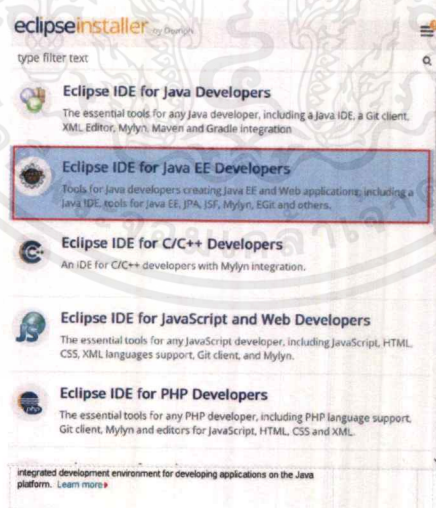 eclipseinstaller by Oomph
type filter text
Eclipse IDE for Java Developers
The essential tools for any Java developer, including a Java IDE, a Git client,
XML Editor, Mylyn, Maven and Gradle integration
Eclipse IDE for Java EE Developers
Tools for Java developers creating Java EE and Web applications, including a
Java IDE, tools for Java EE, JPA, JSF, Mylyn, EGit and others.
Eclipse IDE for C/C++ Developers
An IDE for C/C++ developers with Mylyn integration.
Eclipse IDE for JavaScript and Web Developers
The essential tools for any JavaScript developer, including JavaScript, HTML,
CSS, XML languages support, Git client, and Mylyn.
Eclipse IDE for PHP Developers
The essential tools for any PHP developer, including PHP language support,
Git client, Mylyn and editors for JavaScript, HTML, CSS and XML.
integrated development environment for developing applications on the Java
platform. Learn more